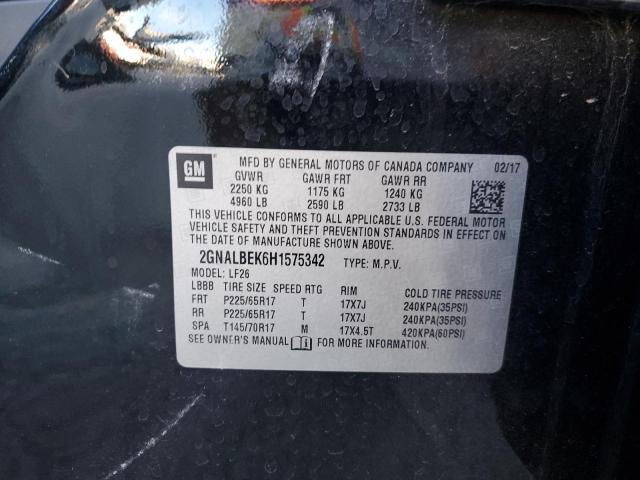 GM MFD BY GENERAL MOTORS OF CANADA COMPANY 02/17
GVWR GAWR FRT GAWR RR
2250 KG 1175 KG 1240 KG
4960 LB 2590 LB 2733 LB
THIS VEHICLE CONFORMS TO ALL APPLICABLE U.S. FEDERAL MOTOR
VEHICLE SAFETY AND THEFT PREVENTION STANDARDS IN EFFECT ON
THE DATE OF MANUFACTURE SHOWN ABOVE.
2GNALBEK6H1575342 TYPE: M.P.V.
MODEL: LF26
LBBB TIRE SIZE SPEED RTG RIM COLD TIRE PRESSURE
FRT P225/65R17 T 17X7J 240KPA(35PSI)
RR P225/65R17 T 17X7J 240KPA(35PSI)
SPA T145/70R17 M 17X4.5T 420KPA(60PSI)
SEE OWNER'S MANUAL i FOR MORE INFORMATION.